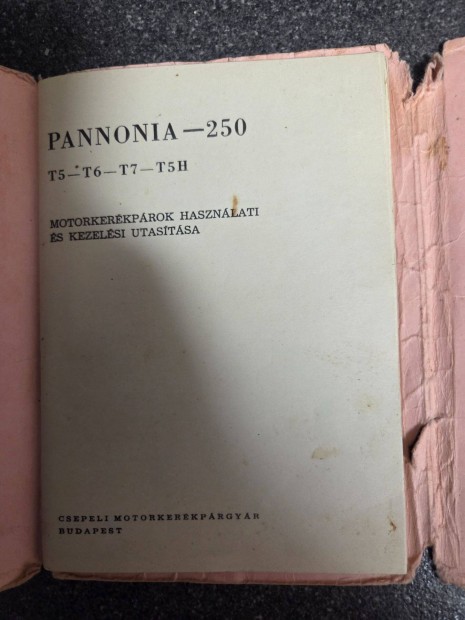 PANNONIA—250
T5—T6—T7—T5H
MOTORKERÉKPÁROK HASZNÁLATI
ÉS KEZELÉSI UTASÍTÁSA
CSEPELI MOTORKERÉKPÁRGYÁR
BUDAPEST